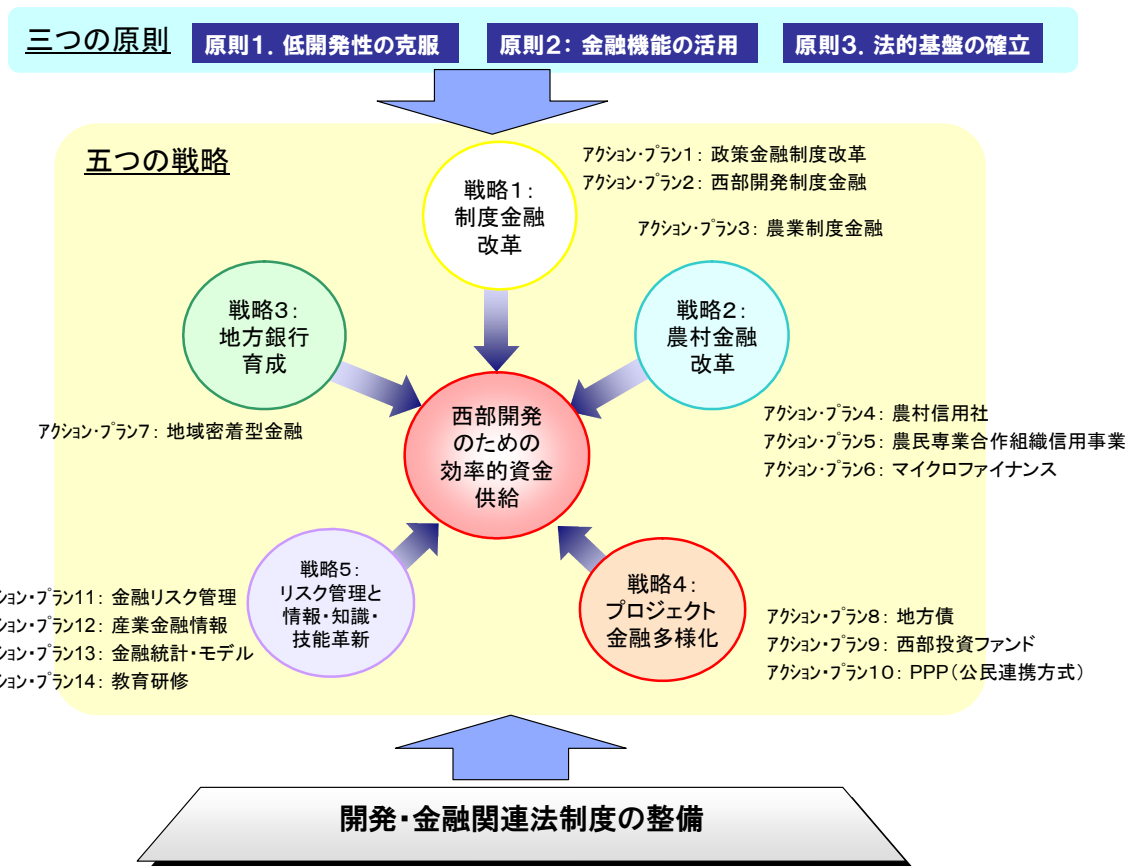 三つの原則
原則1. 低開発性の克服
原則2: 金融機能の活用
原則3. 法的基盤の確立
五つの戦略
戦略1:
制度金融
改革
アクション・プラン1: 政策金融制度改革
アクション・プラン2: 西部開発制度金融
アクション・プラン3: 農業制度金融
戦略3:
地方銀行
育成
戦略2:
農村金融
改革
アクション・プラン7: 地域密着型金融
西部開発
のための
効率的資金
供給
アクション・プラン4: 農村信用社
アクション・プラン5: 農民専業合作組織信用事業
アクション・プラン6: マイクロファイナンス
戦略5:
リスク管理と
情報・知識・
技能革新
戦略4:
プロジェクト
金融多様化
ション・プラン11: 金融リスク管理
ション・プラン12: 産業金融情報
ション・プラン13: 金融統計・モデル
ション・プラン14: 教育研修
アクション・プラン8: 地方債
アクション・プラン9: 西部投資ファンド
アクション・プラン10: PPP(公民連携方式)
開発・金融関連法制度の整備